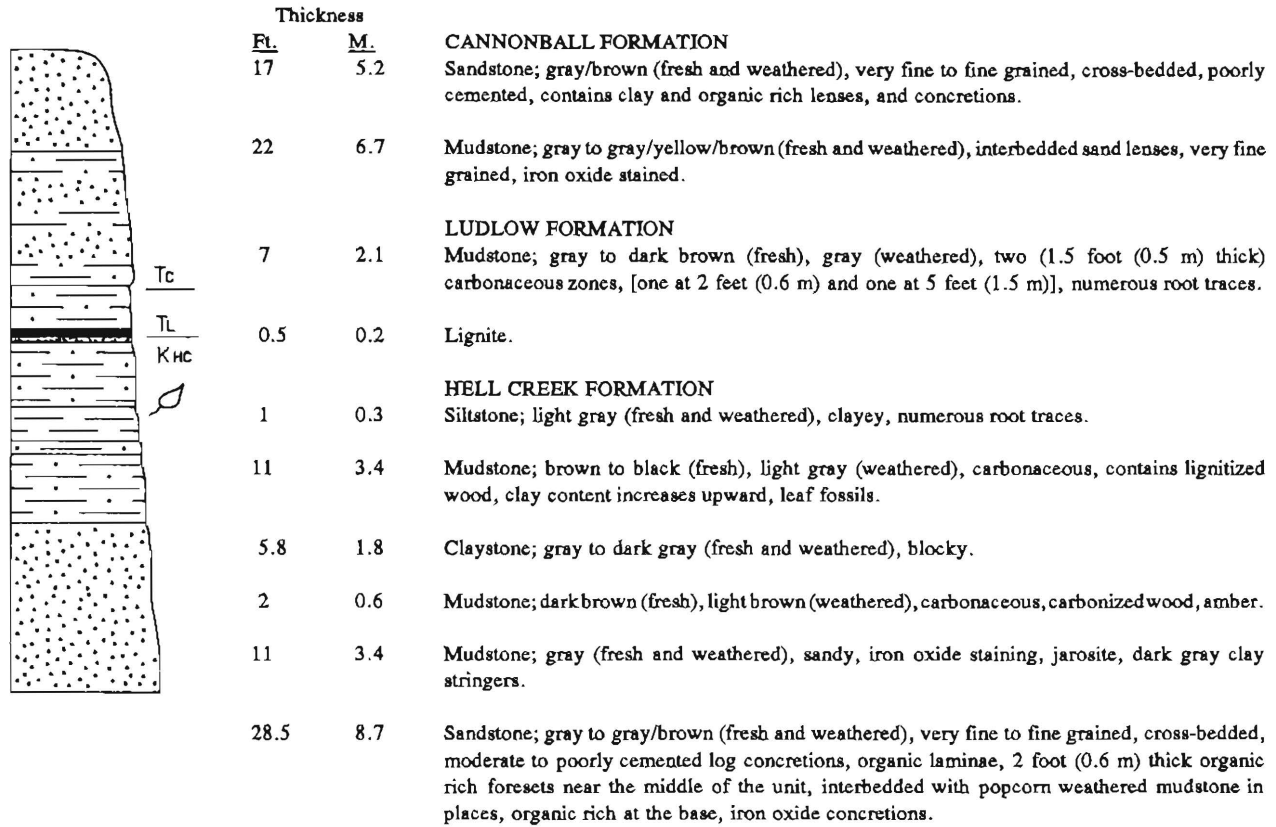 Thickness
Ft. M. CANNONBALL FORMATION
17 5.2 Sandstone; gray/brown (fresh and weathered), very fine to fine grained, cross-bedded, poorly
cemented, contains clay and organic rich lenses, and concretions.
22 6.7 Mudstone; gray to gray/yellow/brown (fresh and weathered), interbedded sand lenses, very fine
grained, iron oxide stained.
LUDLOW FORMATION
7 2.1 Mudstone; gray to dark brown (fresh), gray (weathered), two (1.5 foot (0.5 m) thick)
carbonaceous zones, [one at 2 feet (0.6 m) and one at 5 feet (1.5 m)], numerous root traces.
Tc
TL
0.5 0.2 Lignite.
KHC
HELL CREEK FORMATION
1 0.3 Siltstone; light gray (fresh and weathered), clayey, numerous root traces.
11 3.4 Mudstone; brown to black (fresh), light gray (weathered), carbonaceous, contains lignitized
wood, clay content increases upward, leaf fossils.
5.8 1.8 Claystone; gray to dark gray (fresh and weathered), blocky.
2 0.6 Mudstone; dark brown (fresh), light brown (weathered), carbonaceous, carbonized wood, amber.
11 3.4 Mudstone; gray (fresh and weathered), sandy, iron oxide staining, jarosite, dark gray clay
stringers.
28.5 8.7 Sandstone; gray to gray/brown (fresh and weathered), very fine to fine grained, cross-bedded,
moderate to poorly cemented log concretions, organic laminae, 2 foot (0.6 m) thick organic
rich foresets near the middle of the unit, interbedded with popcorn weathered mudstone in
places, organic rich at the base, iron oxide concretions.